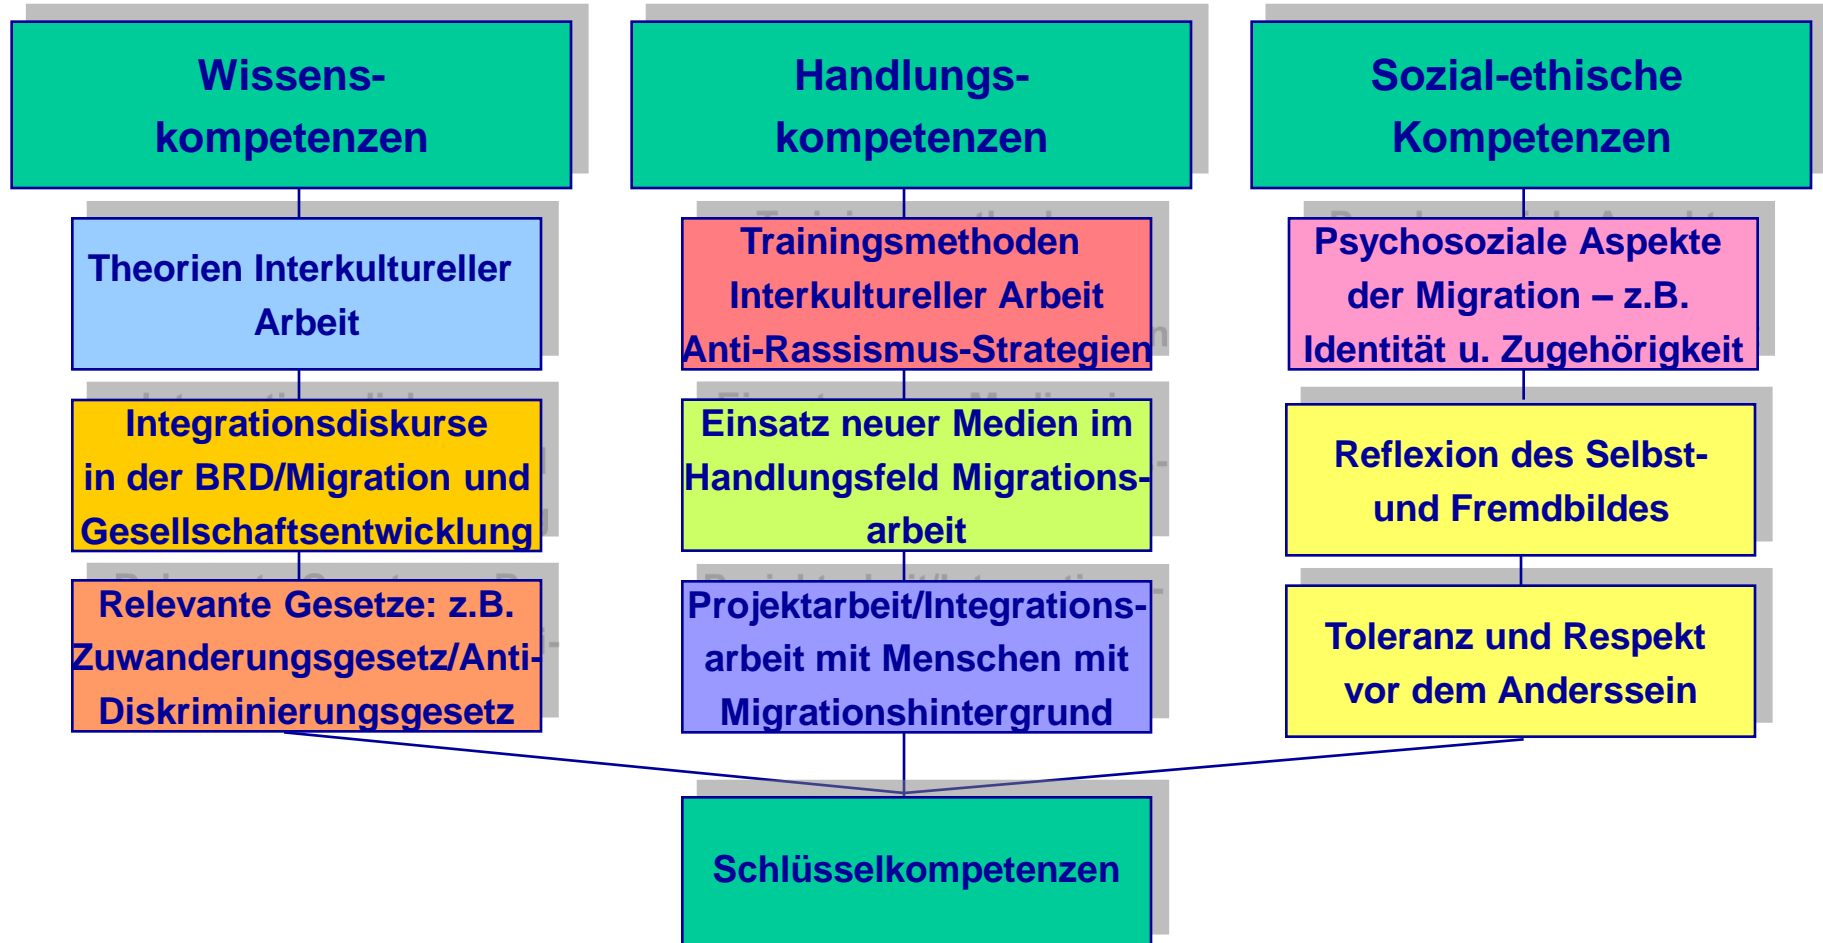 Wissens-
kompetenzen
Handlungs-
kompetenzen
Sozial-ethische
Kompetenzen
Theorien Interkultureller
Arbeit
Trainingsmethoden
Interkultureller Arbeit
Anti-Rassismus-Strategien
Psychosoziale Aspekte
der Migration – z.B.
Identität u. Zugehörigkeit
Integrationsdiskurse
in der BRD/Migration und
Gesellschaftsentwicklung
Einsatz neuer Medien im
Handlungsfeld Migrations-
arbeit
Reflexion des Selbst-
und Fremdbildes
Relevante Gesetze: z.B.
Zuwanderungsgesetz/Anti-
Diskriminierungsgesetz
Projektarbeit/Integrations-
arbeit mit Menschen mit
Migrationshintergrund
Toleranz und Respekt
vor dem Anderssein
Schlüsselkompetenzen